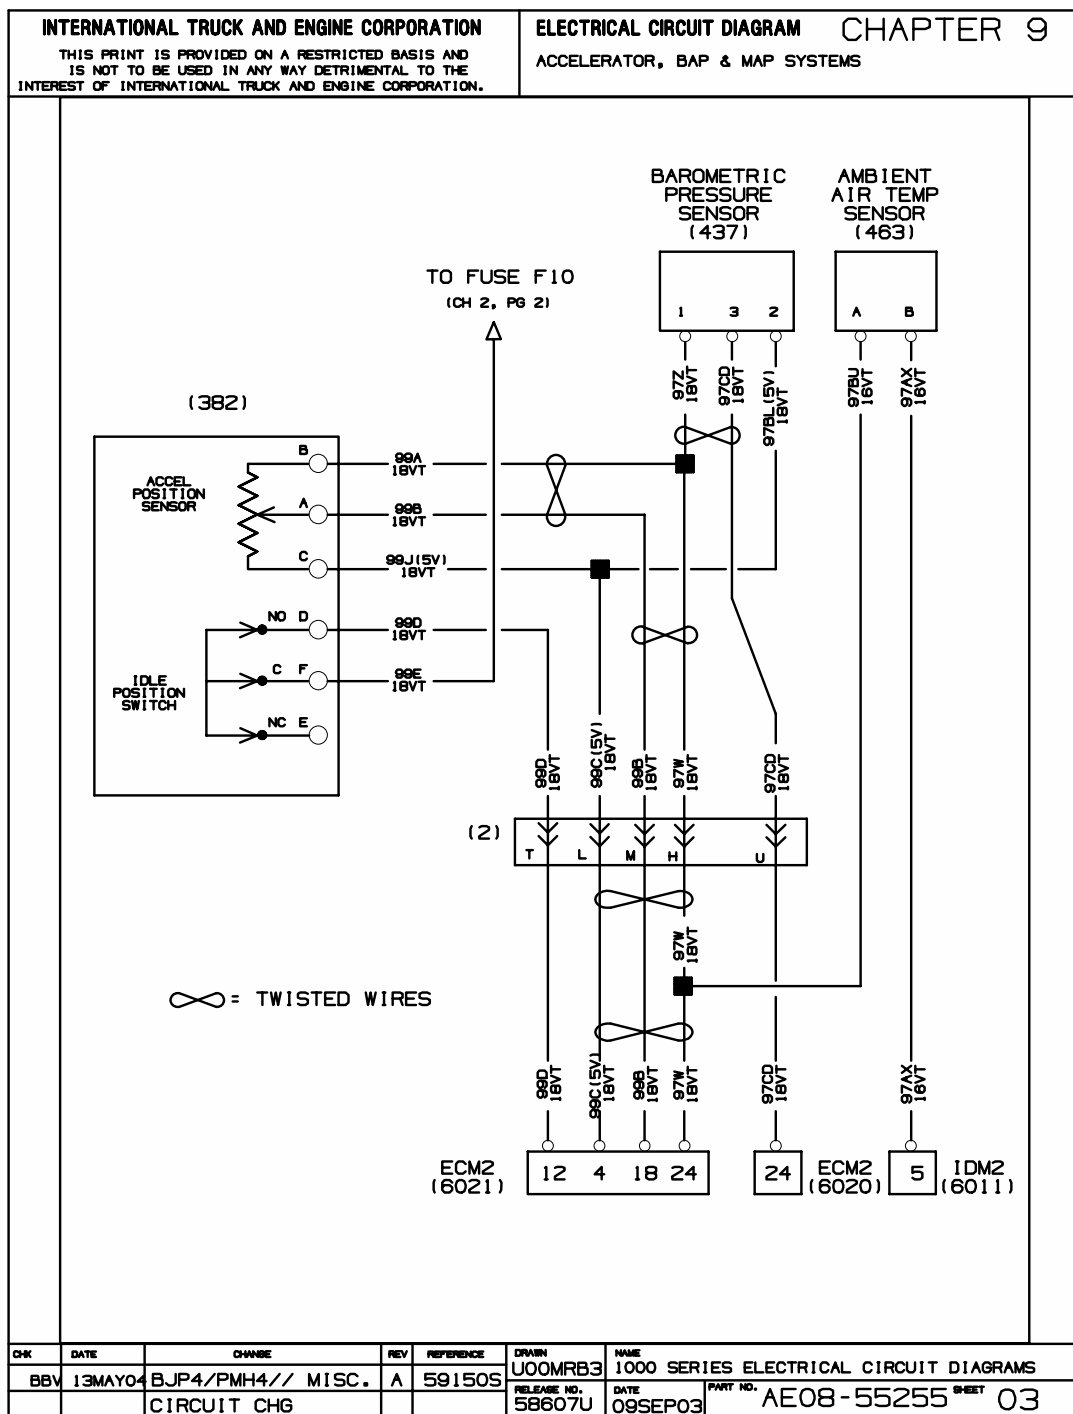 INTERNATIONAL TRUCK AND ENGINE CORPORATION
THIS PRINT IS PROVIDED ON A RESTRICTED BASIS AND
IS NOT TO BE USED IN ANY WAY DETRIMENTAL TO THE
INTEREST OF INTERNATIONAL TRUCK AND ENGINE CORPORATION.
ELECTRICAL CIRCUIT DIAGRAM CHAPTER 9
ACCELERATOR, BAP & MAP SYSTEMS
BAROMETRIC
PRESSURE
SENSOR
(437)
AMBIENT
AIR TEMP
SENSOR
(463)
TO FUSE F10
(CH 2, PG 2)
1 3 2
A B
97Z
18VT
97CD
18VT
97BL(5V)
18VT
97BU
16VT
97AX
16VT
(382)
ACCEL
POSITION
SENSOR
B
A
C
99A
18VT
99B
18VT
99J(5V)
18VT
NO D
C F
NC E
IDLE
POSITION
SWITCH
99D
18VT
99E
18VT
99D
18VT
99C(5V)
18VT
99B
18VT
97W
18VT
97CD
18VT
(2)
T L M H U
97W
18VT
= TWISTED WIRES
99D
18VT
99C(5V)
18VT
99B
18VT
97W
18VT
97CD
18VT
97AX
16VT
ECM2
(6021)
12 4 18 24
24
ECM2
(6020)
5
IDM2
(6011)
CHK DATE CHANGE REV REFERENCE
BBV 13MAY04 BJP4/PMH4// MISC. A 59150S
CIRCUIT CHG
DRAWN
U00MRB3
NAME
1000 SERIES ELECTRICAL CIRCUIT DIAGRAMS
RELEASE NO.
58607U
DATE
09SEP03
PART NO. AE08-55255 SHEET 03